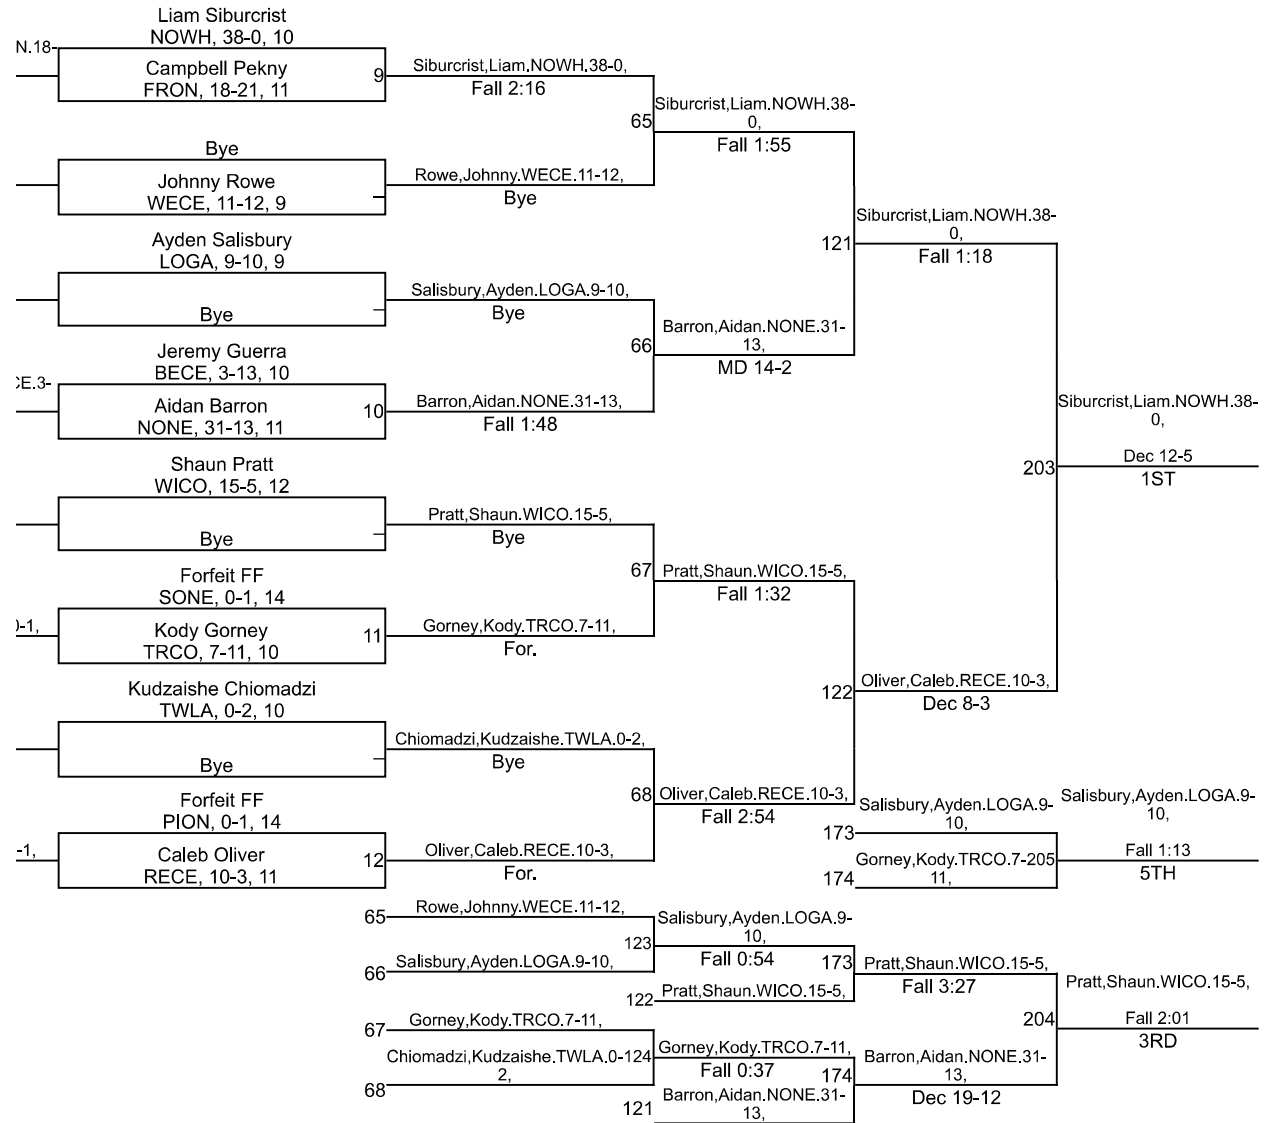 Liam Siburcrist
NOWH, 38-0, 10
N.18-
Campbell Pekny
FRON, 18-21, 11
9
Siburcrist,Liam.NOWH.38-0,
Fall 2:16
Bye
Johnny Rowe
WECE, 11-12, 9
Rowe,Johnny.WECE.11-12,
Bye
65
Siburcrist,Liam.NOWH.38-
0,
Fall 1:55
Ayden Salisbury
LOGA, 9-10, 9
Bye
Salisbury,Ayden.LOGA.9-10,
Bye
Jeremy Guerra
BECE, 3-13, 10
CE.3-
Aidan Barron
NONE, 31-13, 11
10
Barron,Aidan.NONE.31-13,
Fall 1:48
66
Barron,Aidan.NONE.31-
13,
MD 14-2
121
Siburcrist,Liam.NOWH.38-
0,
Fall 1:18
Shaun Pratt
WICO, 15-5, 12
Bye
Pratt,Shaun.WICO.15-5,
Bye
Forfeit FF
SONE, 0-1, 14
)-1,
Kody Gorney
TRCO, 7-11, 10
11
Gorney,Kody.TRCO.7-11,
For.
67
Pratt,Shaun.WICO.15-5,
Fall 1:32
Kudzaishe Chiomadzi
TWLA, 0-2, 10
Bye
Chiomadzi,Kudzaishe.TWLA.0-2,
Bye
Forfeit FF
PION, 0-1, 14
-1,
Caleb Oliver
RECE, 10-3, 11
12
Oliver,Caleb.RECE.10-3,
For.
68
Oliver,Caleb.RECE.10-3,
Fall 2:54
122
Oliver,Caleb.RECE.10-3,
Dec 8-3
203
Siburcrist,Liam.NOWH.38-
0,
Dec 12-5
1ST
173
Salisbury,Ayden.LOGA.9-
10,
174
Gorney,Kody.TRCO.7-205
11,
Salisbury,Ayden.LOGA.9-
10,
Fall 1:13
5TH
65
Rowe,Johnny.WECE.11-12,
66
Salisbury,Ayden.LOGA.9-10,
123
Salisbury,Ayden.LOGA.9-
10,
Fall 0:54
122
Pratt,Shaun.WICO.15-5,
173
Pratt,Shaun.WICO.15-5,
Fall 3:27
67
Gorney,Kody.TRCO.7-11,
68
Chiomadzi,Kudzaishe.TWLA.0-124
2,
Gorney,Kody.TRCO.7-11,
Fall 0:37
121
Barron,Aidan.NONE.31-
13,
174
Barron,Aidan.NONE.31-
13,
Dec 19-12
204
Pratt,Shaun.WICO.15-5,
Fall 2:01
3RD